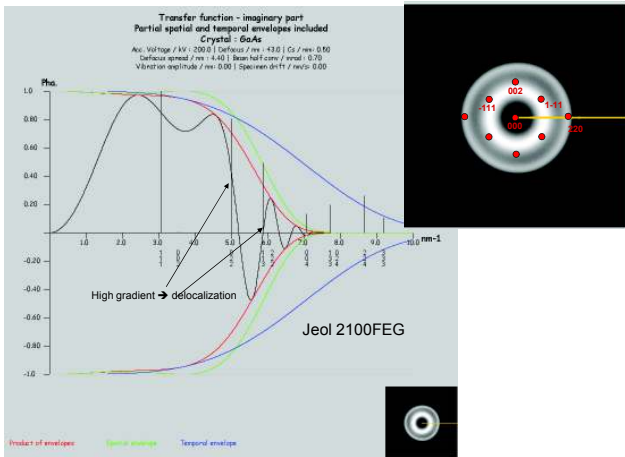 Transfer function - imaginary part
Partial spatial and temporal envelopes included
Crystal : GaAs
Acc. Voltage / kV : 200.0 | Defocus / nm : 43.0 | Cs / nm: 0.50
Defocus spread / nm : 4.40 | Beam half.conv / mrad : 0.70
Vibration amplitude / nm: 0.00 | Specimen drift / nm/s: 0.00
Pha.
1.0
0.80
0.60
0.40
0.20
-0.20
-0.40
-0.60
-0.80
-1.0
1.0 2.0 3.0 4.0 5.0 6.0 7.0 8.0 9.0 10.0 nm-1
High gradient ➔ delocalization
Jeol 2100FEG
002
-111 1-11
000 220
Product of envelopes Spatial envelope Temporal envelope